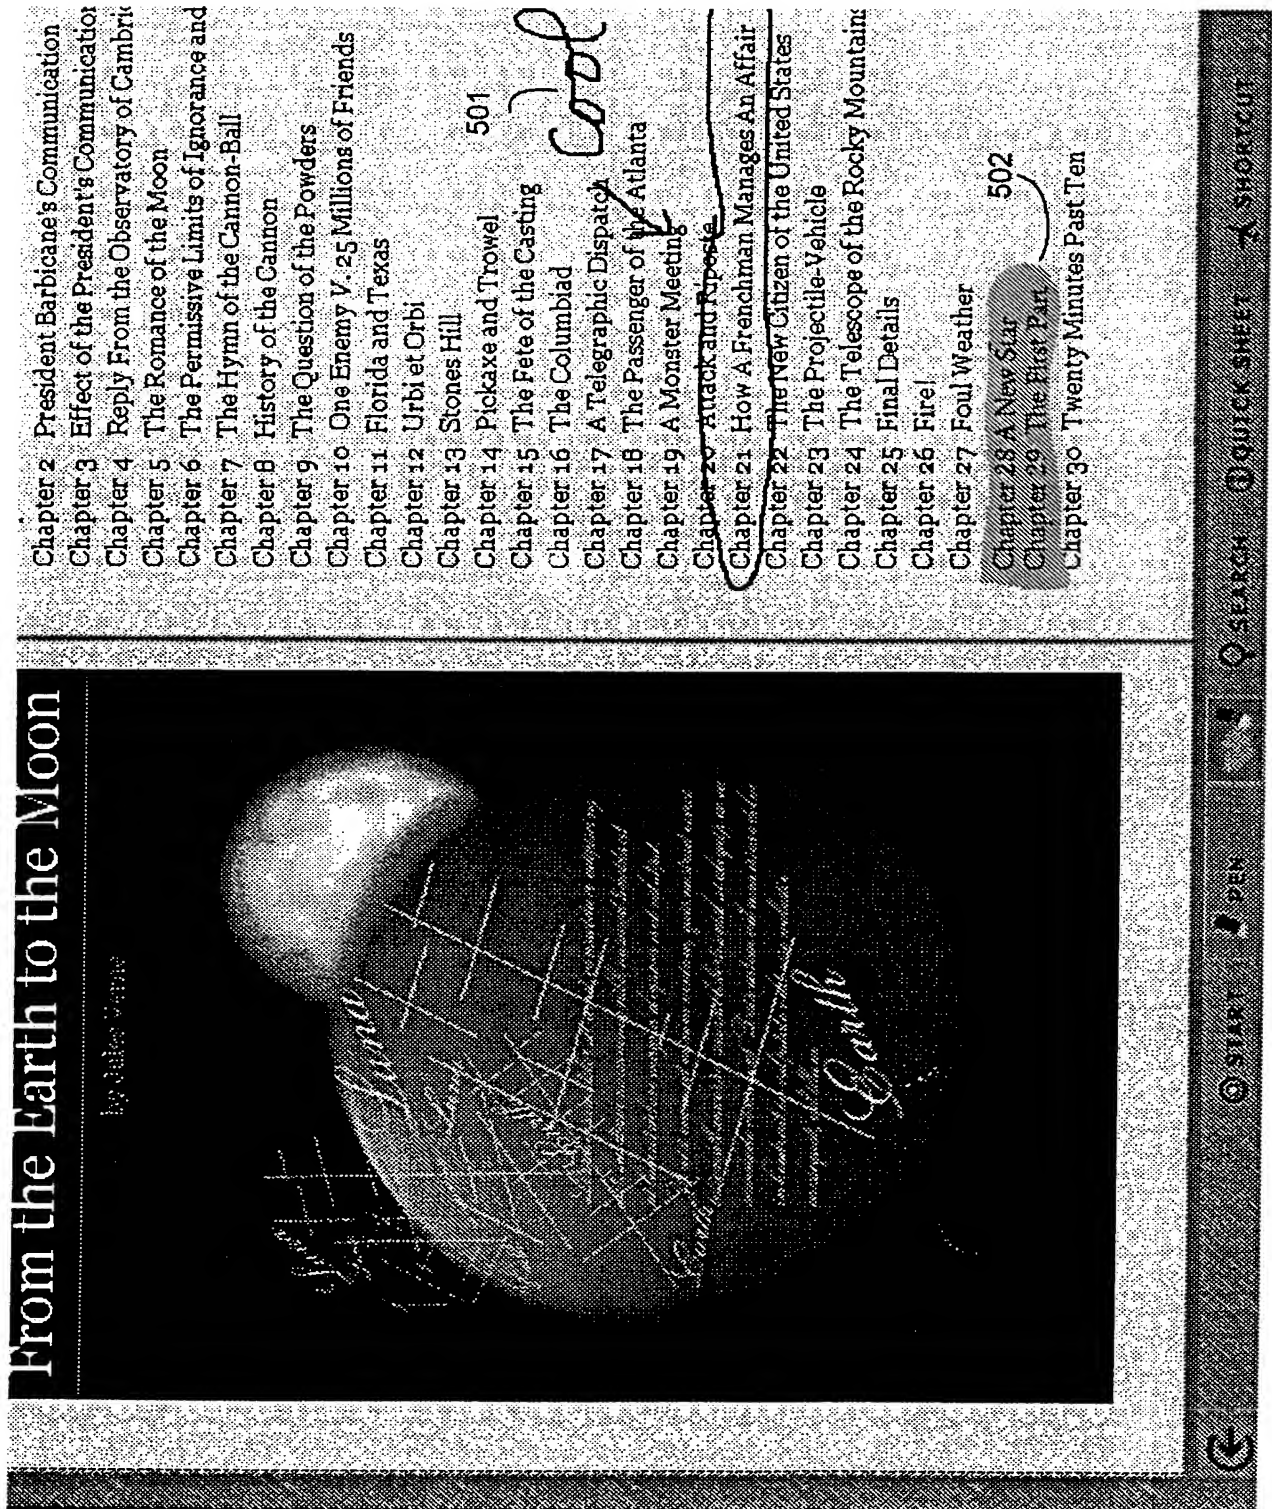 From the Earth to the Moon
by Jules Verne
Luna
Earth
Earth
Chapter 2 President Barbicane's Communication
Chapter 3 Effect of the President's Communication
Chapter 4 Reply From the Observatory of Cambri
Chapter 5 The Romance of the Moon
Chapter 6 The Permissive Limits of Ignorance and
Chapter 7 The Hymn of the Cannon-Ball
Chapter 8 History of the Cannon
Chapter 9 The Question of the Powders
Chapter 10 One Enemy V. 25 Millions of Friends
Chapter 11 Florida and Texas
Chapter 12 Urbi et Orbi
Chapter 13 Stones Hill
Chapter 14 Pickaxe and Trowel
501
Chapter 15 The Fete of the Casting
Chapter 16 The Columbiad
Cool
Chapter 17 A Telegraphic Dispatch
Chapter 18 The Passenger of the Atlanta
Chapter 19 A Monster Meeting
Chapter 20 Attack and Riposte
Chapter 21 How A Frenchman Manages An Affair
Chapter 22 The New Citizen of the United States
Chapter 23 The Projectile-Vehicle
Chapter 24 The Telescope of the Rocky Mountains
Chapter 25 Final Details
Chapter 26 Fire!
Chapter 27 Foul Weather
Chapter 28 A New Star
502
Chapter 29 The First Part
Chapter 30 Twenty Minutes Past Ten
START PEN SEARCH QUICK SHEET SHORTCUT